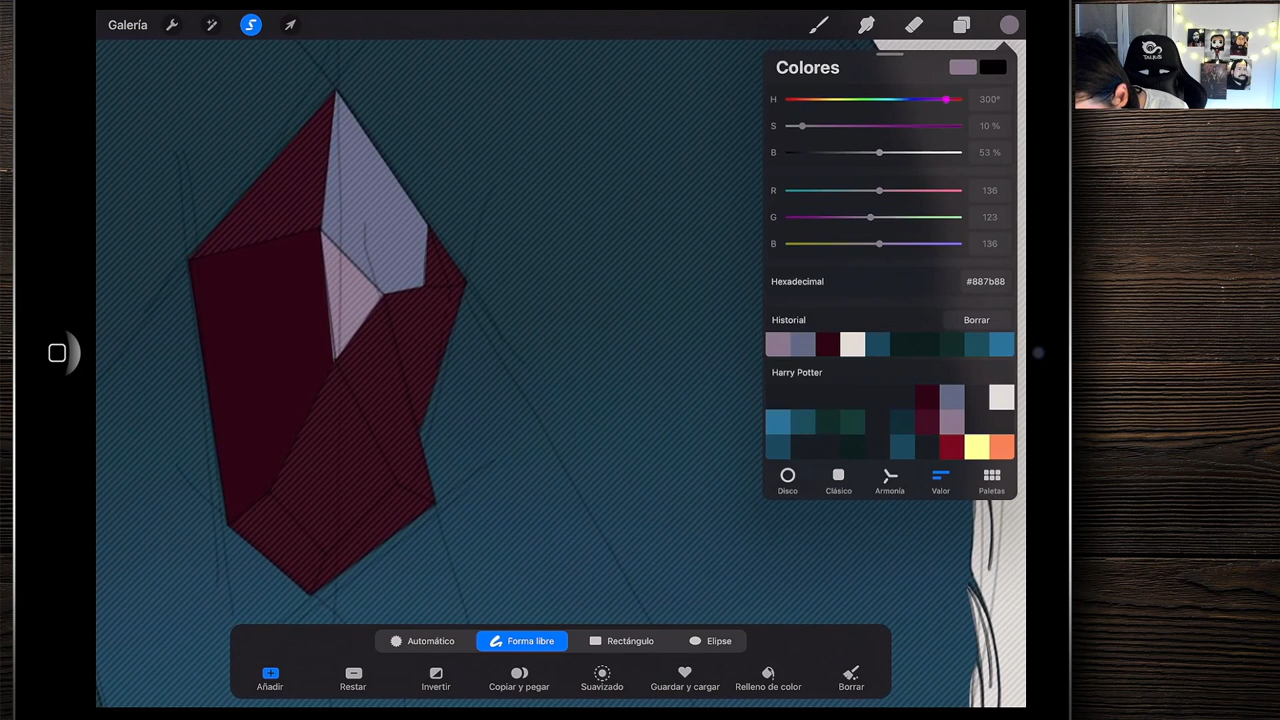 Galería
Colores
H 300°
S 10 %
B 53 %
R 136
G 123
B 136
Hexadecimal #887b88
Historial Borrar
Harry Potter
Disco Clásico Armonía Valor Paletas
Automático Forma libre Rectángulo Elipse
Añadir Restar Invertir Copiar y pegar Suavizado Guardar y cargar Relleno de color Borrar